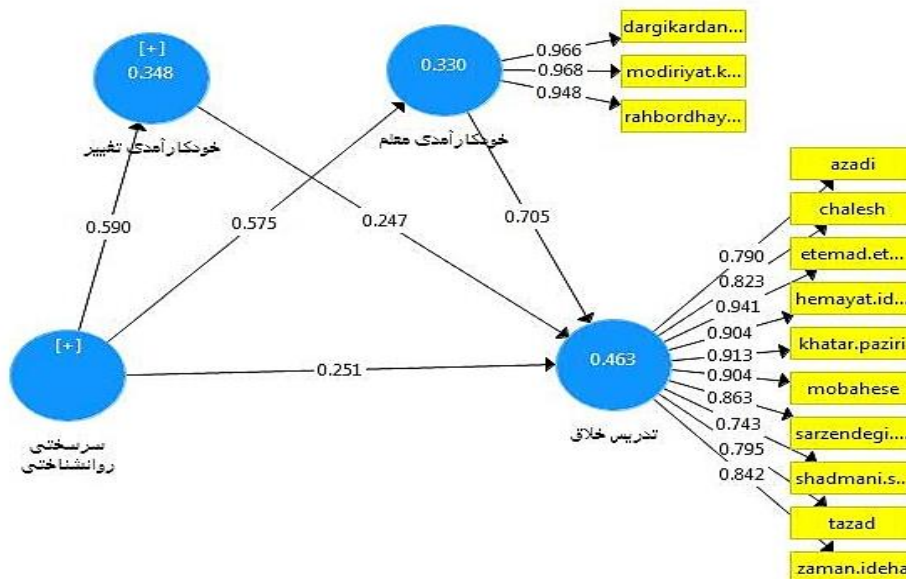 dargikardan...
[+]
0.348
0.330
0.966
0.968
modiriyat.k...
0.948
rahbordhay...
خودکارآمدی تغییر
خودکارآمدی معلم
azadi
0.590
0.575
0.247
0.705
chalesh
0.790
etemad.et...
0.823
0.941
hemayat.id...
0.904
[+]
0.251
0.463
0.913
khatar.paziri
0.904
mobahese
0.863
سرسختی
روانشناختی
تدریس خلاق
0.743
sarzendegi....
0.795
0.842
shadmani.s...
tazad
zaman.ideha